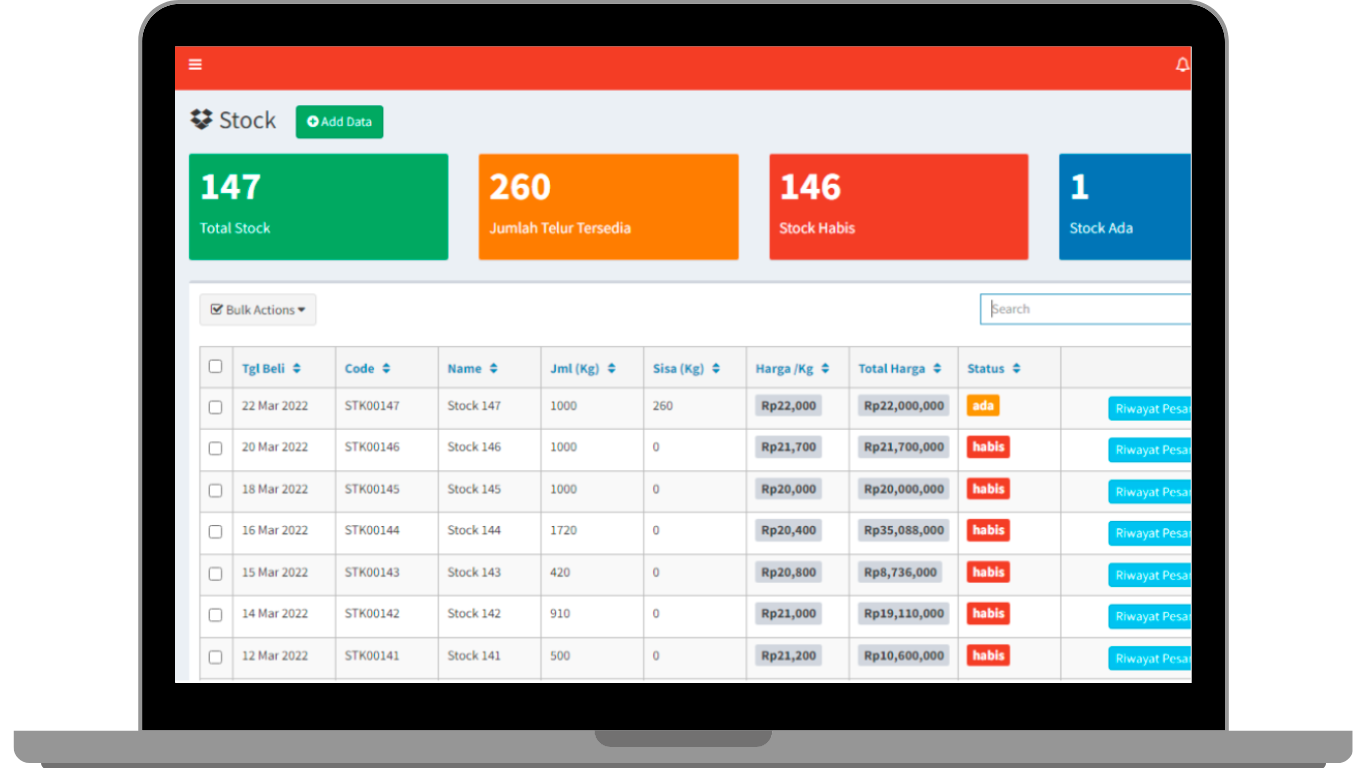 Stock
Add Data
147
Total Stock
260
Jumlah Telur Tersedia
146
Stock Habis
1
Stock Ada
Bulk Actions
Search
Tgl Beli Code Name Jml (Kg) Sisa (Kg) Harga /Kg Total Harga Status
22 Mar 2022 STK00147 Stock 147 1000 260 Rp22,000 Rp22,000,000 ada Riwayat Pesa
20 Mar 2022 STK00146 Stock 146 1000 0 Rp21,700 Rp21,700,000 habis Riwayat Pesa
18 Mar 2022 STK00145 Stock 145 1000 0 Rp20,000 Rp20,000,000 habis Riwayat Pesa
16 Mar 2022 STK00144 Stock 144 1720 0 Rp20,400 Rp35,088,000 habis Riwayat Pesa
15 Mar 2022 STK00143 Stock 143 420 0 Rp20,800 Rp8,736,000 habis Riwayat Pesa
14 Mar 2022 STK00142 Stock 142 910 0 Rp21,000 Rp19,110,000 habis Riwayat Pesa
12 Mar 2022 STK00141 Stock 141 500 0 Rp21,200 Rp10,600,000 habis Riwayat Pesa